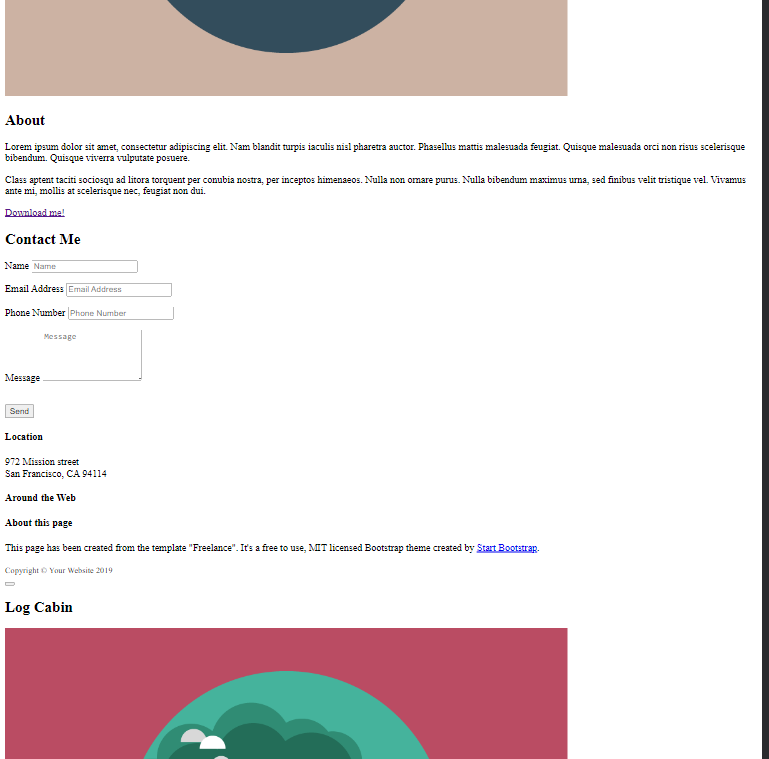 About
Lorem ipsum dolor sit amet, consectetur adipiscing elit. Nam blandit turpis iaculis nisl pharetra auctor. Phasellus mattis malesuada feugiat. Quisque malesuada orci non risus scelerisque
bibendum. Quisque viverra vulputate posuere.
Class aptent taciti sociosqu ad litora torquent per conubia nostra, per inceptos himenaeos. Nulla non ornare purus. Nulla bibendum maximus urna, sed finibus velit tristique vel. Vivamus
ante mi, mollis at scelerisque nec, feugiat non dui.
Download me!
Contact Me
Name Name
Email Address Email Address
Phone Number Phone Number
Message
Message
Send
Location
972 Mission street
San Francisco, CA 94114
Around the Web
About this page
This page has been created from the template "Freelance". It's a free to use, MIT licensed Bootstrap theme created by Start Bootstrap.
Copyright © Your Website 2019
Log Cabin